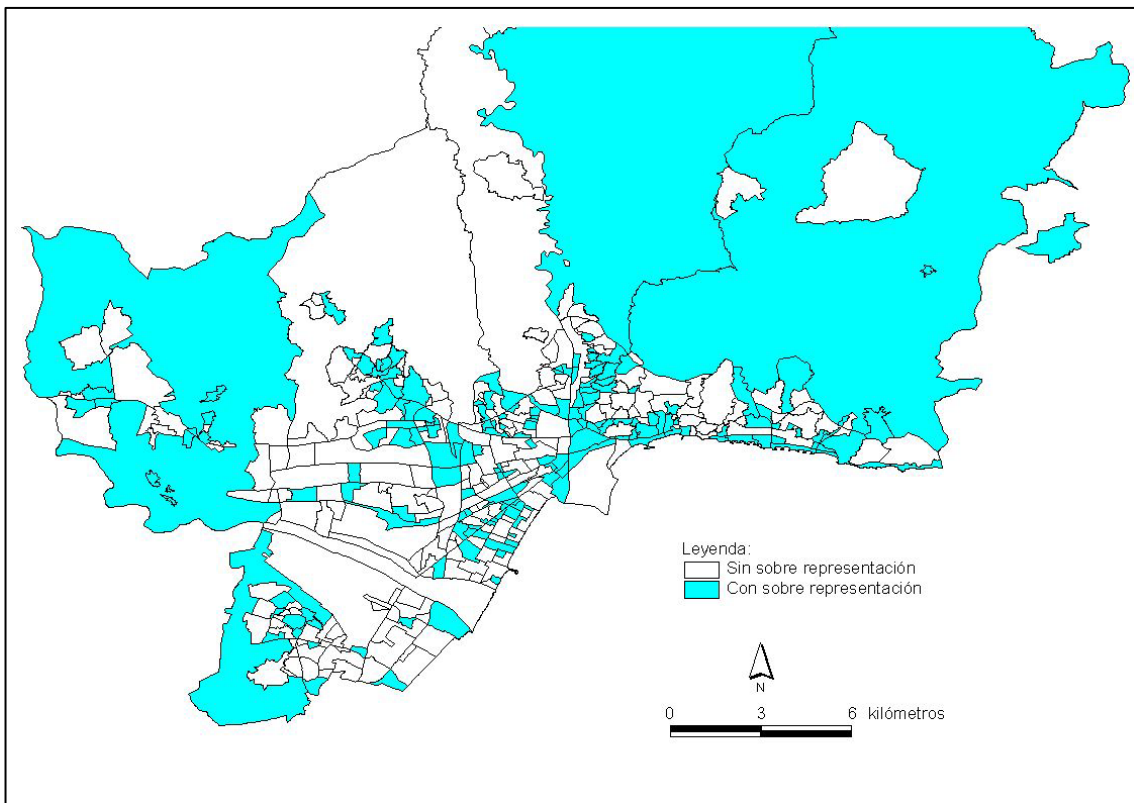 Leyenda:
Sin sobre representación
Con sobre representación
N
0 3 6 kilómetros